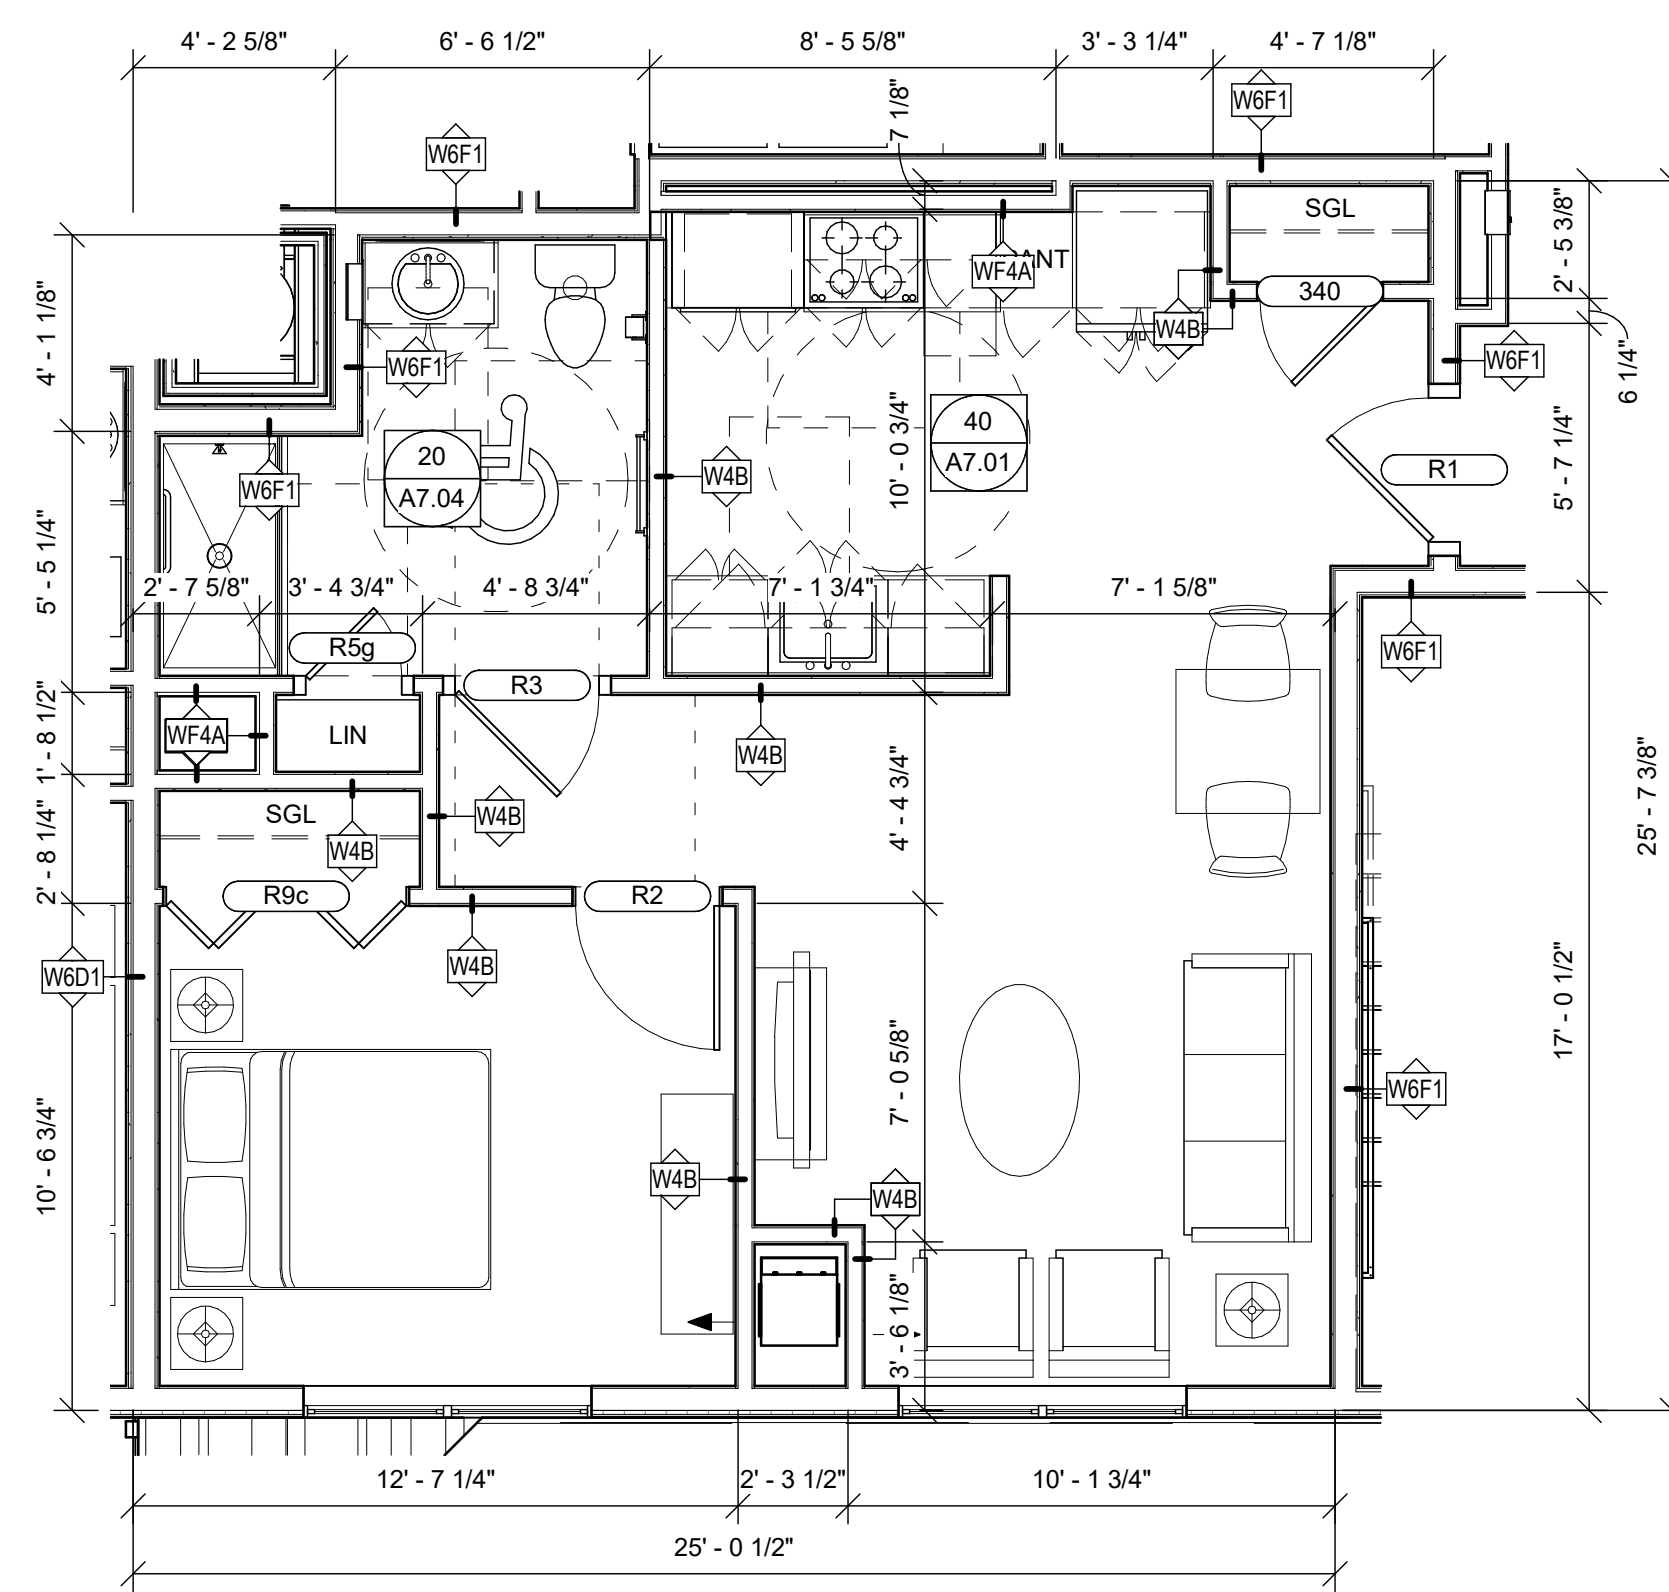 4' - 2 5/8"
6' - 6 1/2"
8' - 5 5/8"
3' - 3 1/4"
4' - 7 1/8"
7 1/8"
W6F1
W6F1
SGL
2' - 5 3/8"
WF4A
ANT
340
W4B
4' - 1 1/8"
W6F1
W6F1
6 1/4"
20
A7.04
40
A7.01
10' - 0 3/4"
W4B
R1
5' - 7 1/4"
W6F1
5' - 5 1/4"
2' - 7 5/8"
3' - 4 3/4"
4' - 8 3/4"
7' - 1 3/4"
7' - 1 5/8"
R5g
R3
W6F1
1' - 8 1/2"
WF4A
LIN
W4B
4' - 4 3/4"
25' - 7 3/8"
2' - 8 1/4"
SGL
W4B
W4B
R9c
R2
W6D1
W4B
17' - 0 1/2"
7' - 0 5/8"
W6F1
10' - 6 3/4"
W4B
W4B
3' - 6 1/8"
12' - 7 1/4"
2' - 3 1/2"
10' - 1 3/4"
25' - 0 1/2"